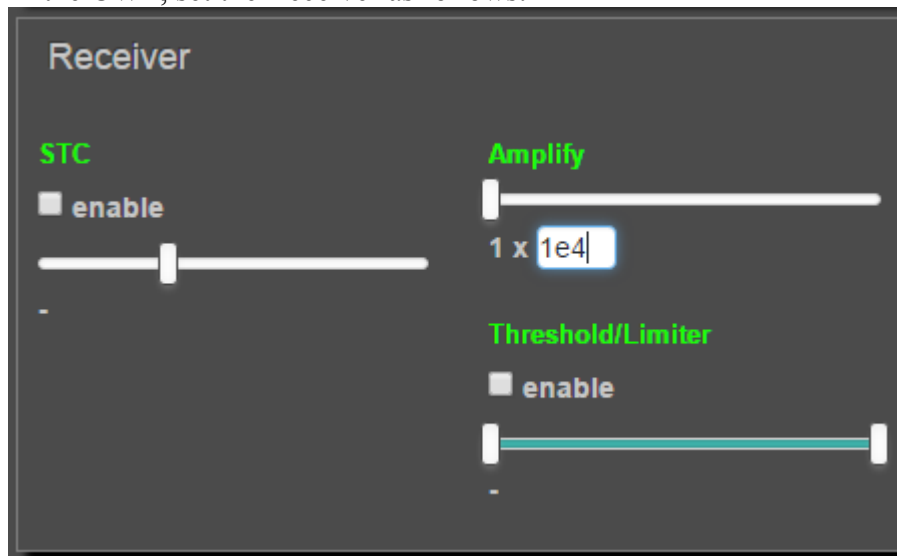 Receiver
STC
enable
-
Amplify
1 x 1e4
Threshold/Limiter
enable
-